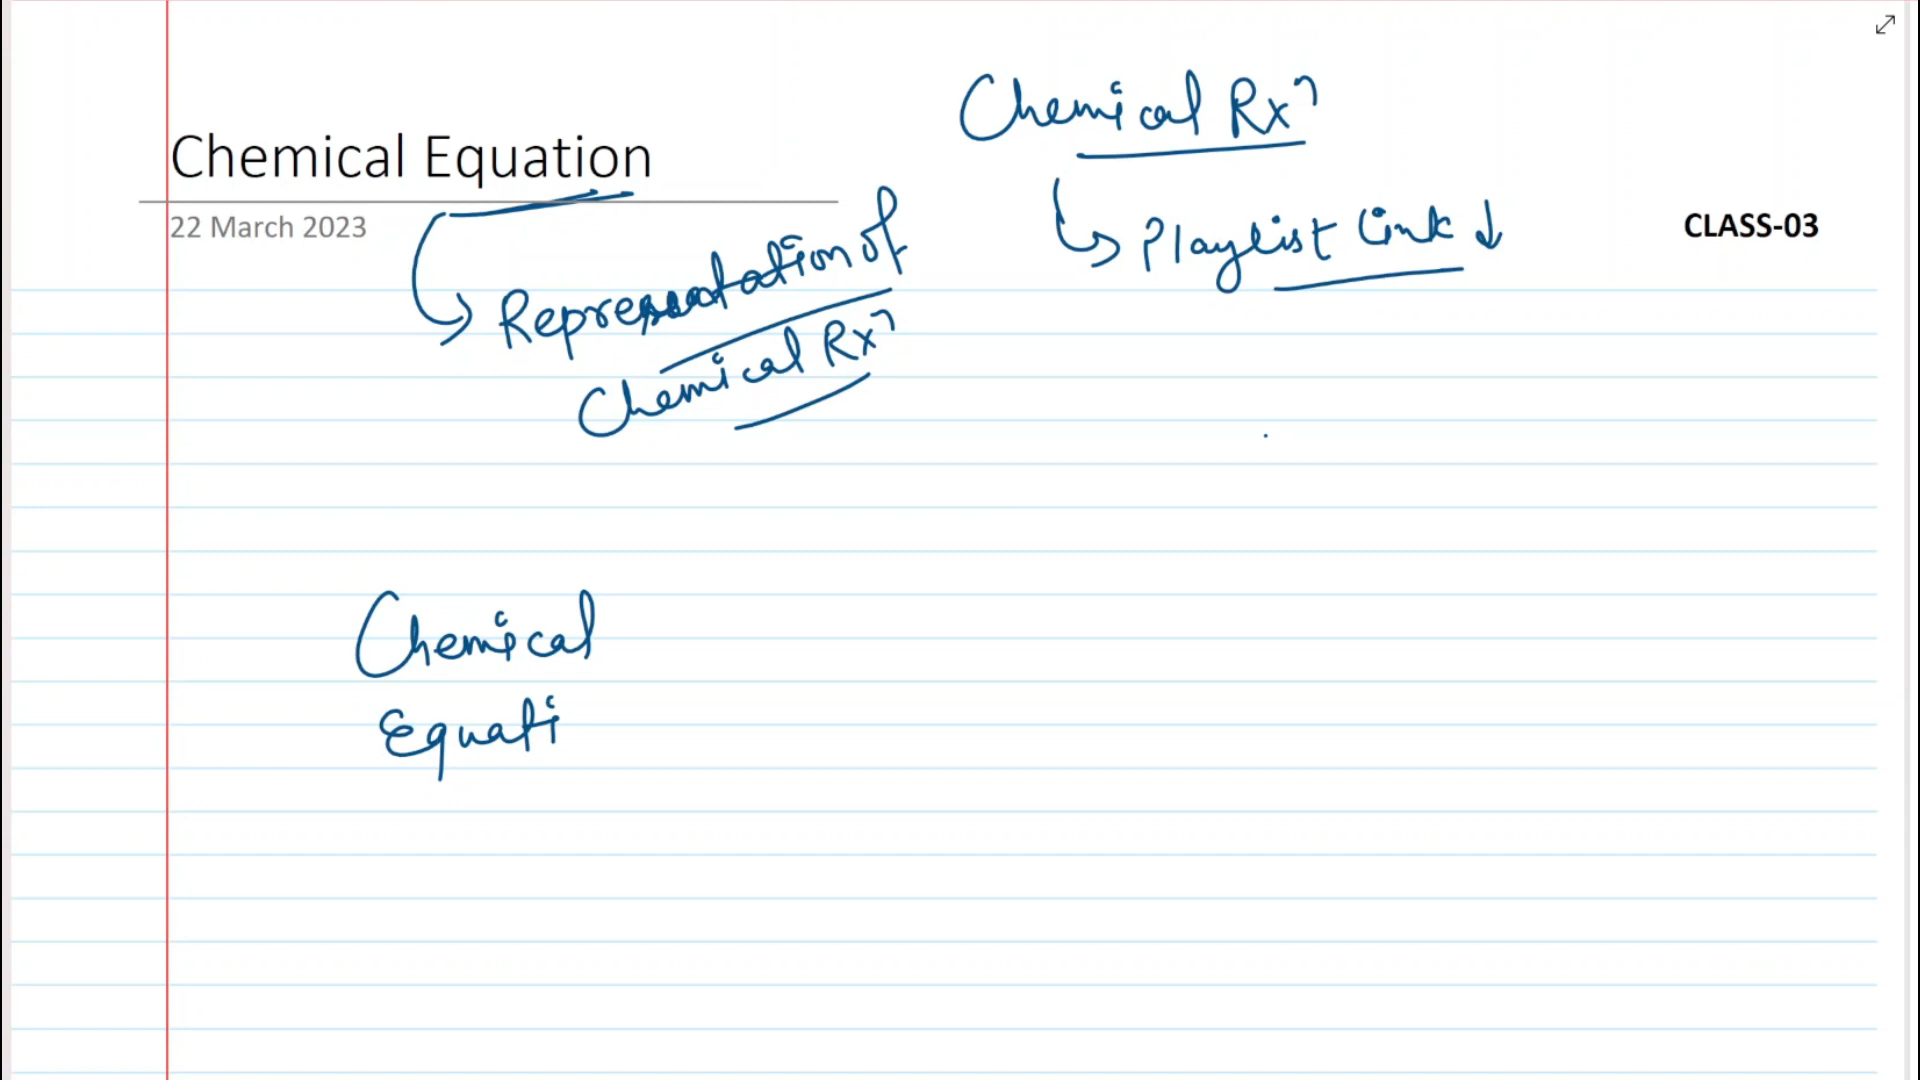 Chemical Equation
22 March 2023
Representation of
Chemical Rxn
Chemical Rxn
Playlist link ↓
CLASS-03
Chemical
Equati